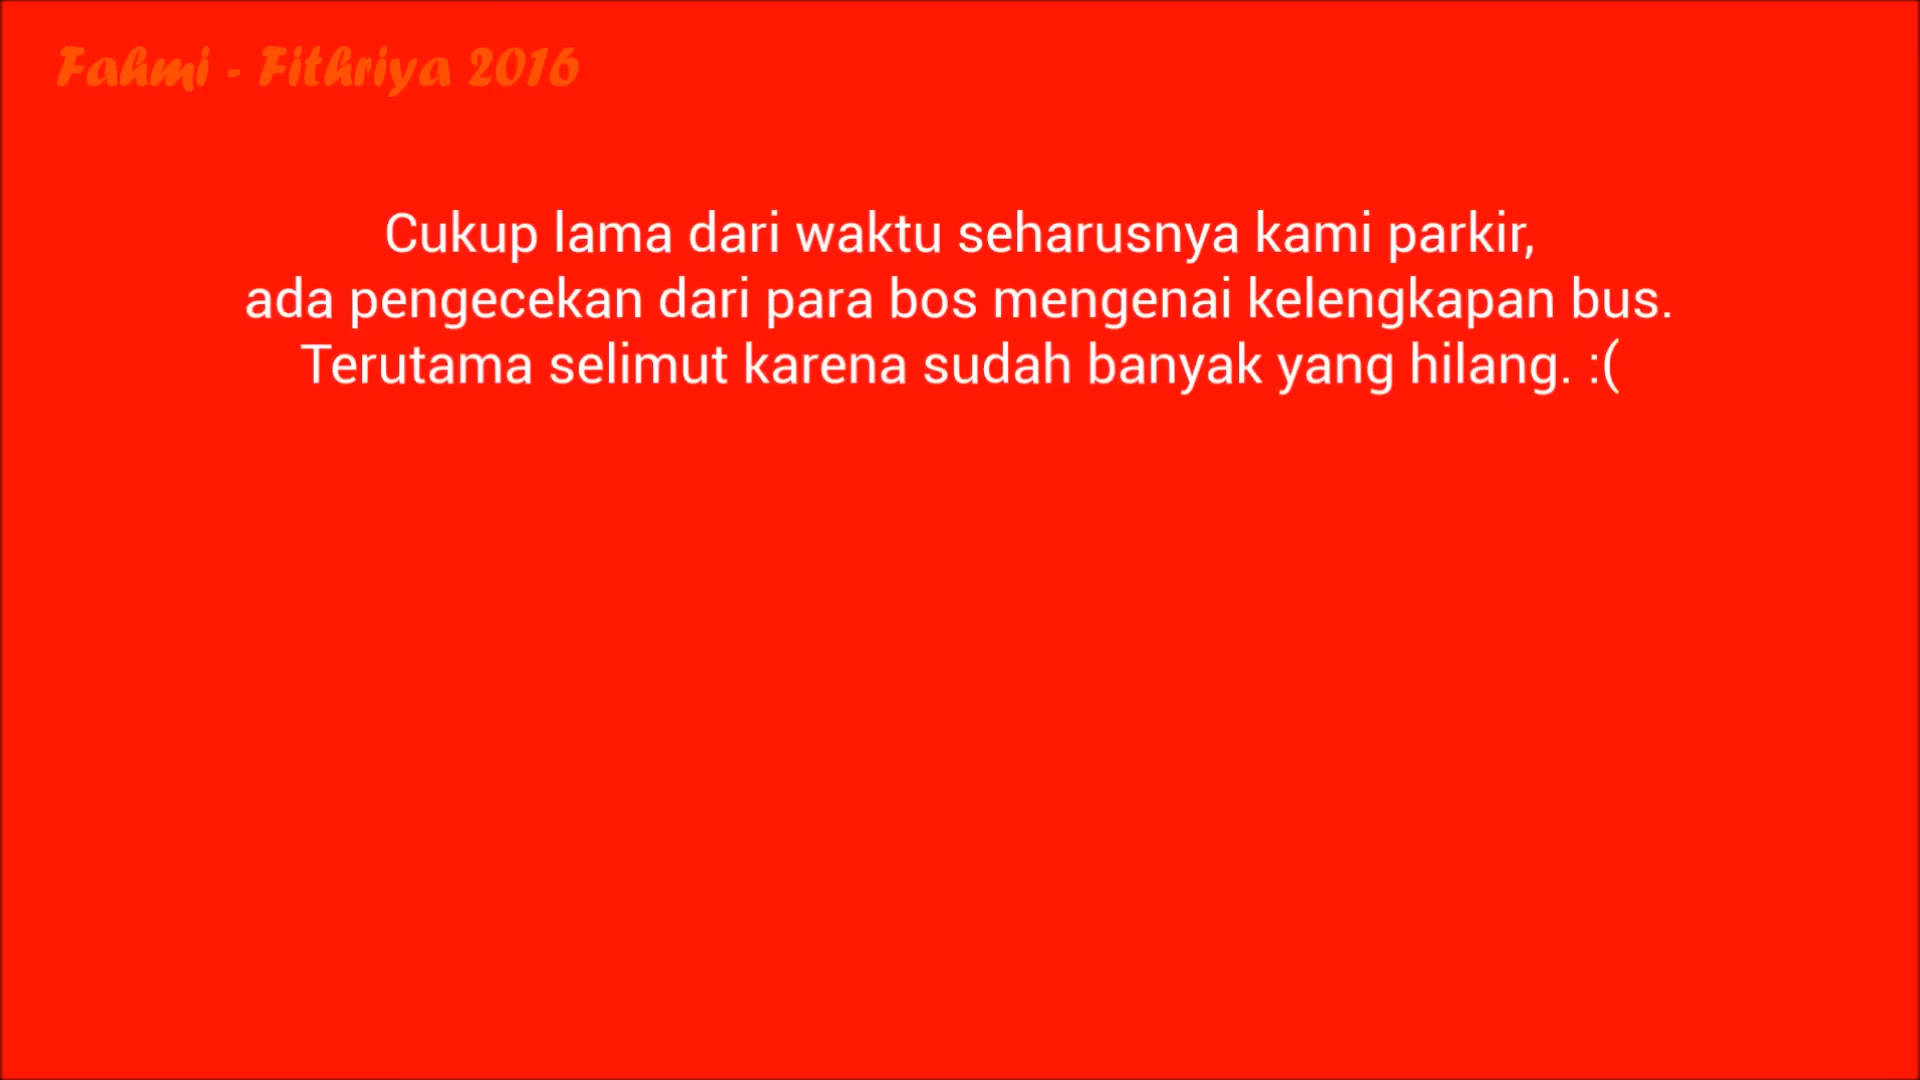 Fahmi - Fithriya 2016
Cukup lama dari waktu seharusnya kami parkir,
ada pengecekan dari para bos mengenai kelengkapan bus.
Terutama selimut karena sudah banyak yang hilang. :(